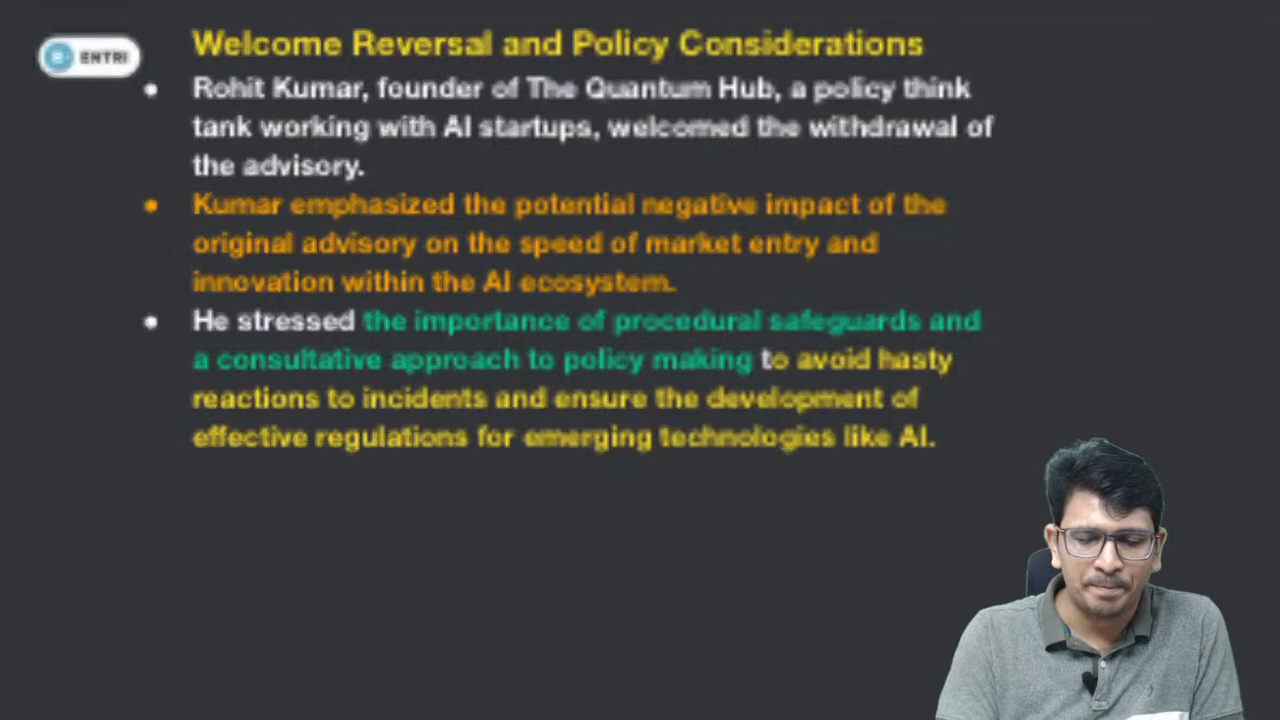 ENTRI
Welcome Reversal and Policy Considerations
Rohit Kumar, founder of The Quantum Hub, a policy think
tank working with AI startups, welcomed the withdrawal of
the advisory.
Kumar emphasized the potential negative impact of the
original advisory on the speed of market entry and
innovation within the AI ecosystem.
He stressed the importance of procedural safeguards and
a consultative approach to policy making to avoid hasty
reactions to incidents and ensure the development of
effective regulations for emerging technologies like AI.